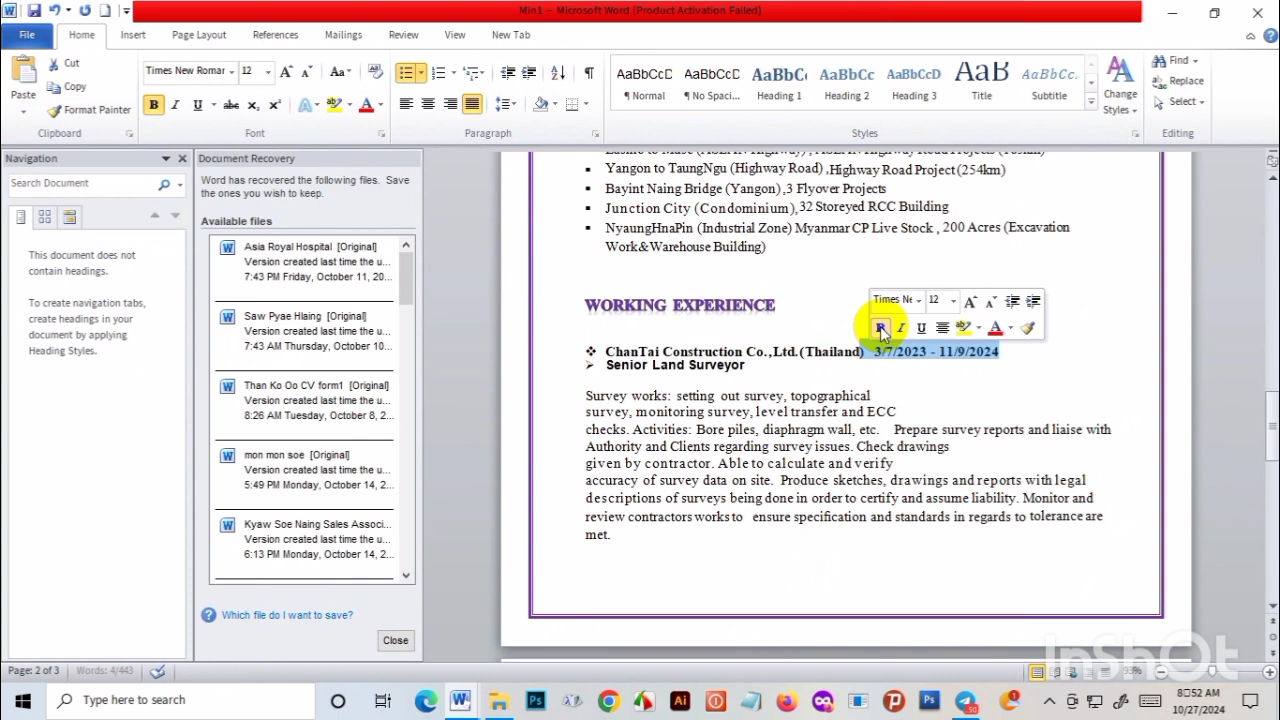 Min1 - Microsoft Word (Product Activation Failed)
File Home Insert Page Layout References Mailings Review View New Tab
Cut
Copy
Format Painter
Paste
Clipboard
Times New Romar 12
Font
Paragraph
AaBbCcD AaBbCcD AaBbCc AaBbCc AaBbCcD AaB AaBbCc.
¶ Normal ¶ No Spaci... Heading 1 Heading 2 Heading 3 Title Subtitle
Change
Styles
Styles
Find
Replace
Select
Editing
Navigation
Search Document
This document does
not contain headings.
To create navigation tabs,
create headings in your
document by applying
Heading Styles.
Document Recovery
Word has recovered the following files. Save
the ones you wish to keep.
Available files
Asia Royal Hospital [Original]
Version created last time the u...
7:43 PM Friday, October 11, 20...
Saw Pyae Hlaing [Original]
Version created last time the u...
7:43 AM Thursday, October 10...
Than Ko Oo CV form1 [Original]
Version created last time the u...
8:26 AM Tuesday, October 8, 2...
mon mon soe [Original]
Version created last time the u...
5:49 PM Monday, October 14, 2...
Kyaw Soe Naing Sales Associ...
Version created last time the u...
6:13 PM Monday, October 14, 2...
Which file do I want to save?
Close
▪ Yangon to TaungNgu (Highway Road) ,Highway Road Project (254km)
▪ Bayint Naing Bridge (Yangon) ,3 Flyover Projects
▪ Junction City (Condominium),32 Storeyed RCC Building
▪ NyaungHnaPin (Industrial Zone) Myanmar CP Live Stock , 200 Acres (Excavation
Work&Warehouse Building)
WORKING EXPERIENCE
Times Ne 12
❖ ChanTai Construction Co.,Ltd.(Thailand) 3/7/2023 - 11/9/2024
➢ Senior Land Surveyor
Survey works: setting out survey, topographical
survey, monitoring survey, level transfer and ECC
checks. Activities: Bore piles, diaphragm wall, etc. Prepare survey reports and liaise with
Authority and Clients regarding survey issues. Check drawings
given by contractor. Able to calculate and verify
accuracy of survey data on site. Produce sketches, drawings and reports with legal
descriptions of surveys being done in order to certify and assume liability. Monitor and
review contractors works to ensure specification and standards in regards to tolerance are
met.
InShOt
Page: 2 of 3 Words: 4/443
93%
Type here to search
8:52 AM
10/27/2024